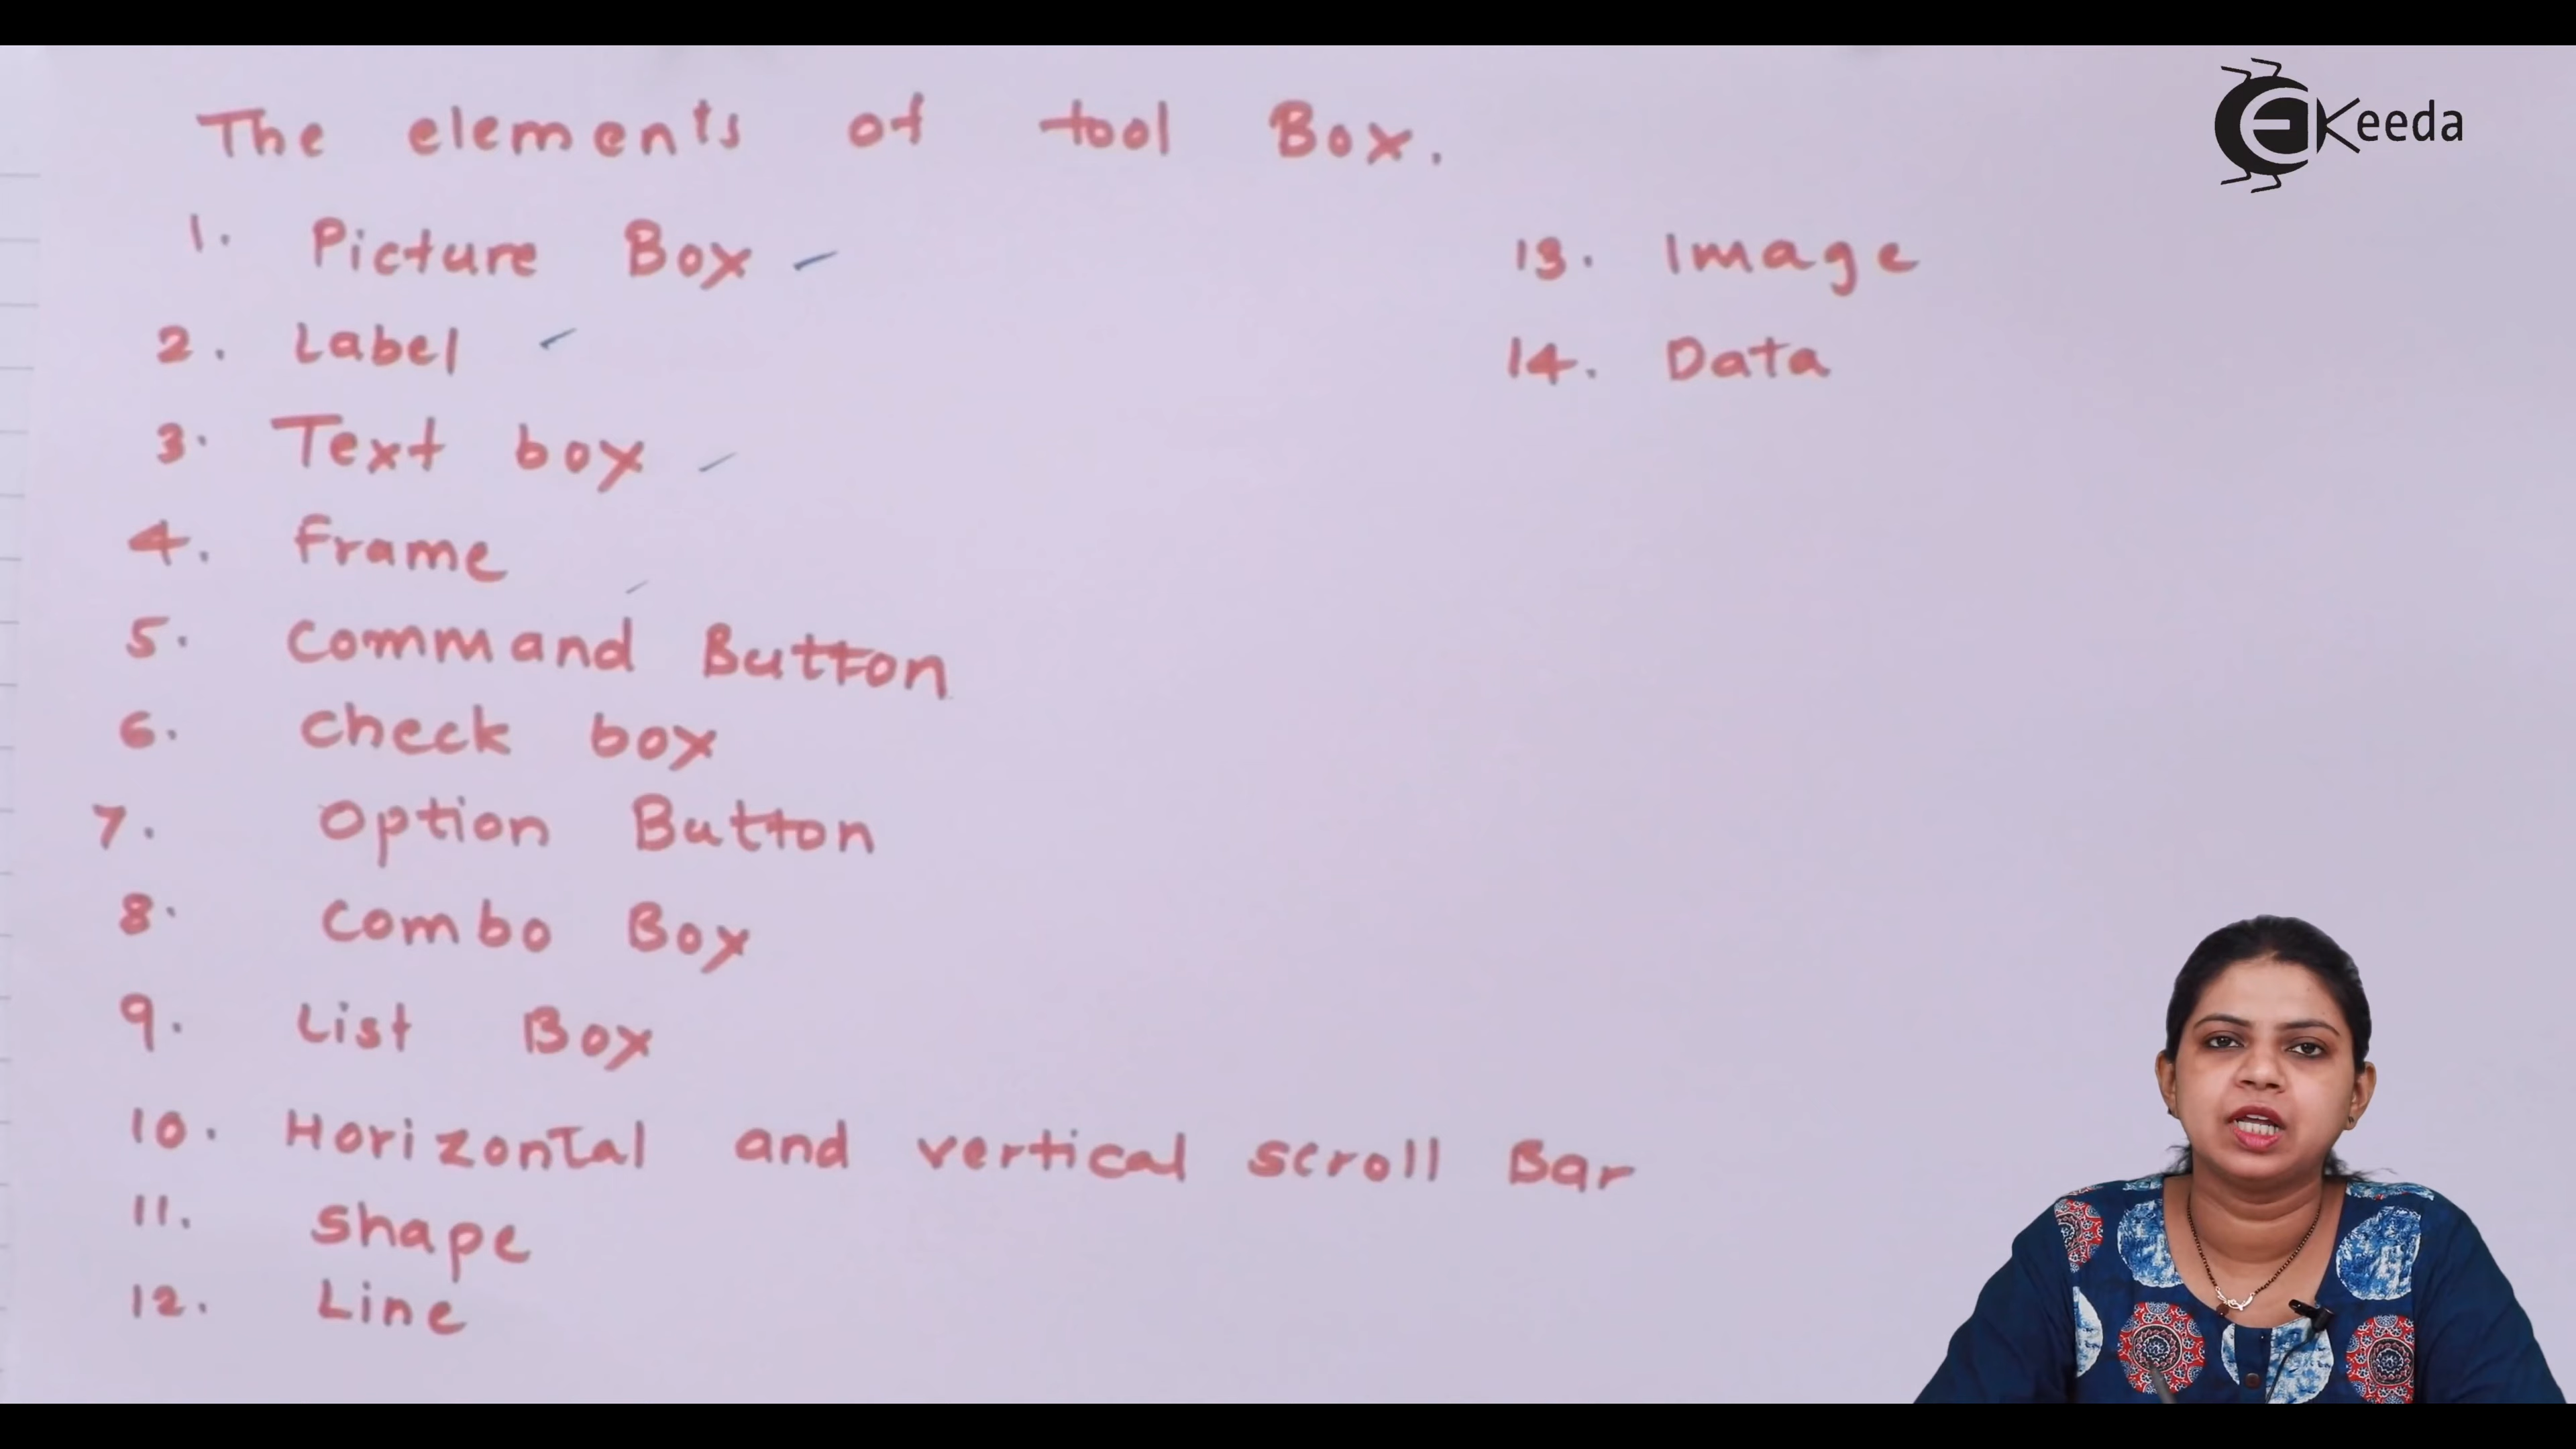 The elements of tool Box.
1. Picture Box
2. Label
3. Text box
4. Frame
5. Command Button
6. Check box
7. Option Button
8. Combo Box
9. List Box
10. Horizontal and vertical scroll Bar
11. Shape
12. Line
13. Image
14. Data
EKeeda